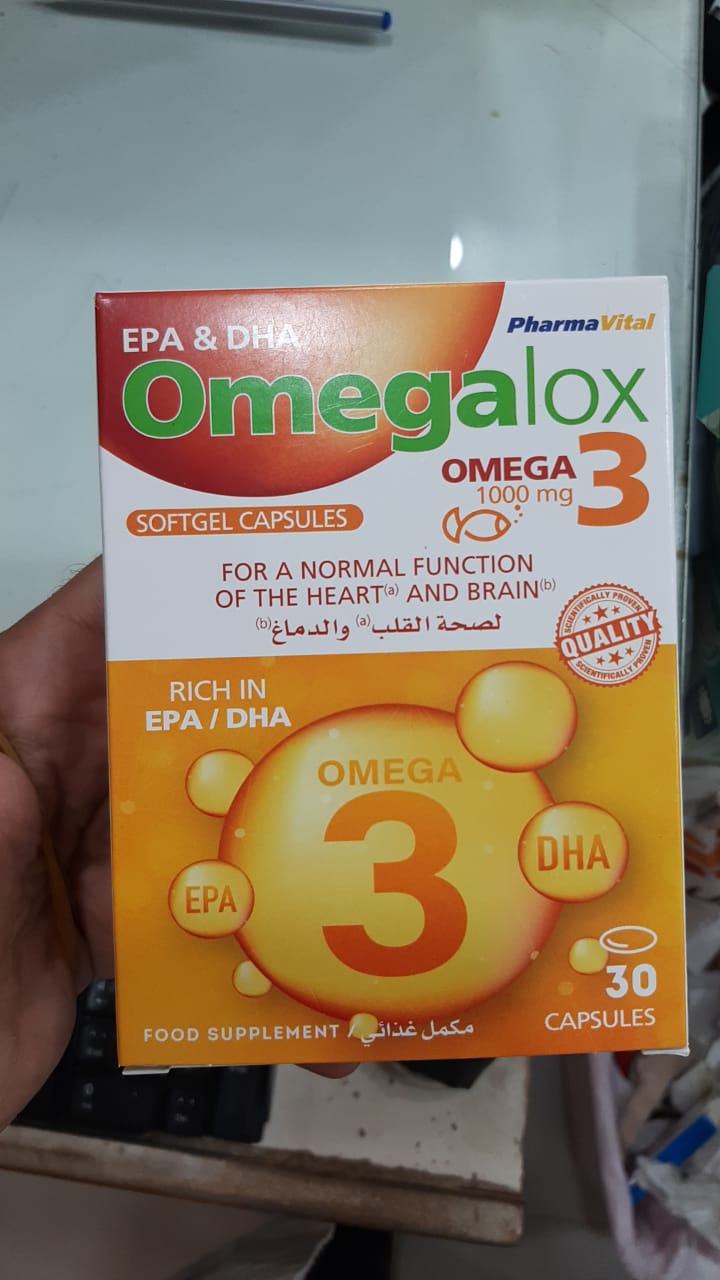 PharmaVital
EPA & DHA
Omegalox
OMEGA 3
1000 mg
SOFTGEL CAPSULES
FOR A NORMAL FUNCTION
OF THE HEART(a) AND BRAIN(b)
لصحة القلب(a) والدماغ(b)
SCIENTIFICALLY PROVEN
QUALITY
SCIENTIFICALLY PROVEN
RICH IN
EPA / DHA
OMEGA
3
DHA
EPA
30
CAPSULES
FOOD SUPPLEMENT / مكمل غذائي